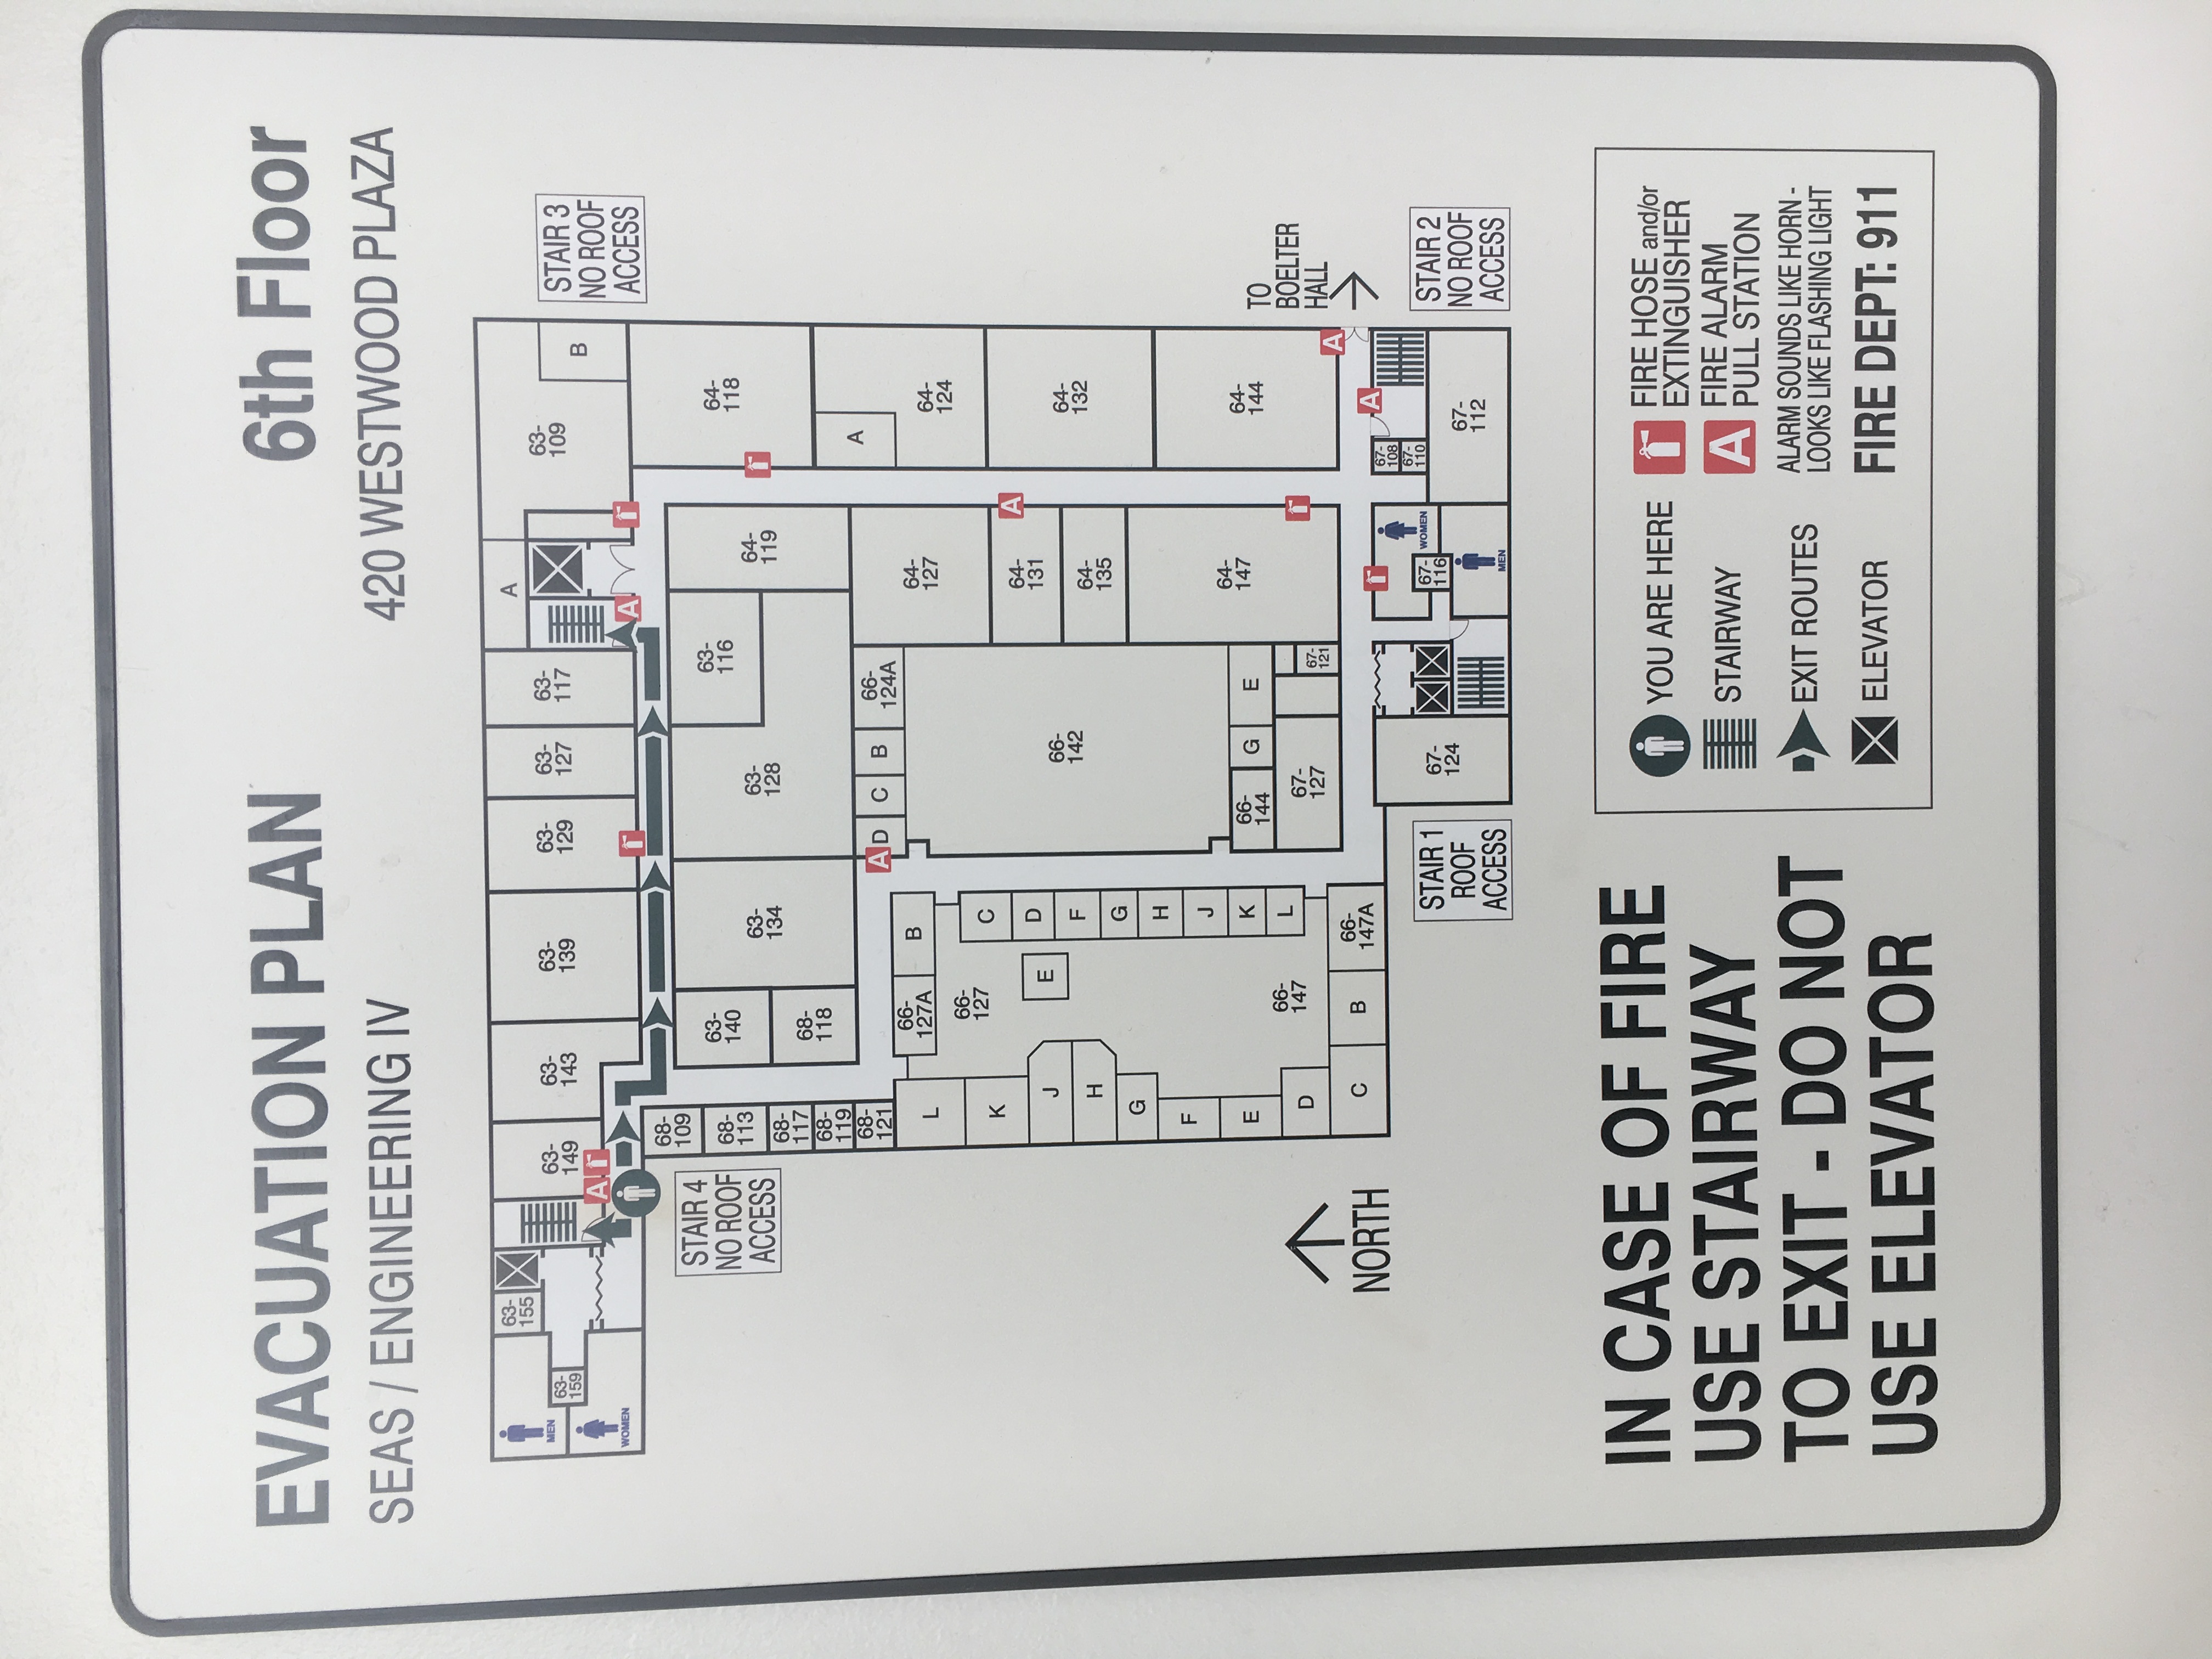 EVACUATION PLAN
6th Floor
SEAS / ENGINEERING IV
420 WESTWOOD PLAZA
MEN
WOMEN
63-
155
63-
159
63-
149
63-
143
63-
139
63-
129
63-
127
63-
117
A
63-
109
B
A
A
STAIR 3
NO ROOF
ACCESS
STAIR 4
NO ROOF
ACCESS
68-
109
68-
113
68-
117
68-
119
68-
121
63-
140
68-
118
63-
134
63-
128
63-
116
64-
119
64-
118
A
64-
124
A
D
C
B
66-
124A
64-
127
64-
131
A
64-
135
64-
132
64-
147
64-
144
66-
142
L
K
J
H
G
F
E
D
C
B
66-
147A
66-
127A
B
66-
127
E
C
D
F
G
H
J
K
L
66-
147
66-
144
G
E
67-
127
67-
121
NORTH
TO
BOELTER
HALL
A
A
STAIR 1
ROOF
ACCESS
67-
124
67-
116
WOMEN
MEN
67-
108
67-
110
67-
112
STAIR 2
NO ROOF
ACCESS
IN CASE OF FIRE
USE STAIRWAY
TO EXIT - DO NOT
USE ELEVATOR
YOU ARE HERE
STAIRWAY
EXIT ROUTES
ELEVATOR
FIRE HOSE and/or
EXTINGUISHER
A
FIRE ALARM
PULL STATION
ALARM SOUNDS LIKE HORN -
LOOKS LIKE FLASHING LIGHT
FIRE DEPT: 911